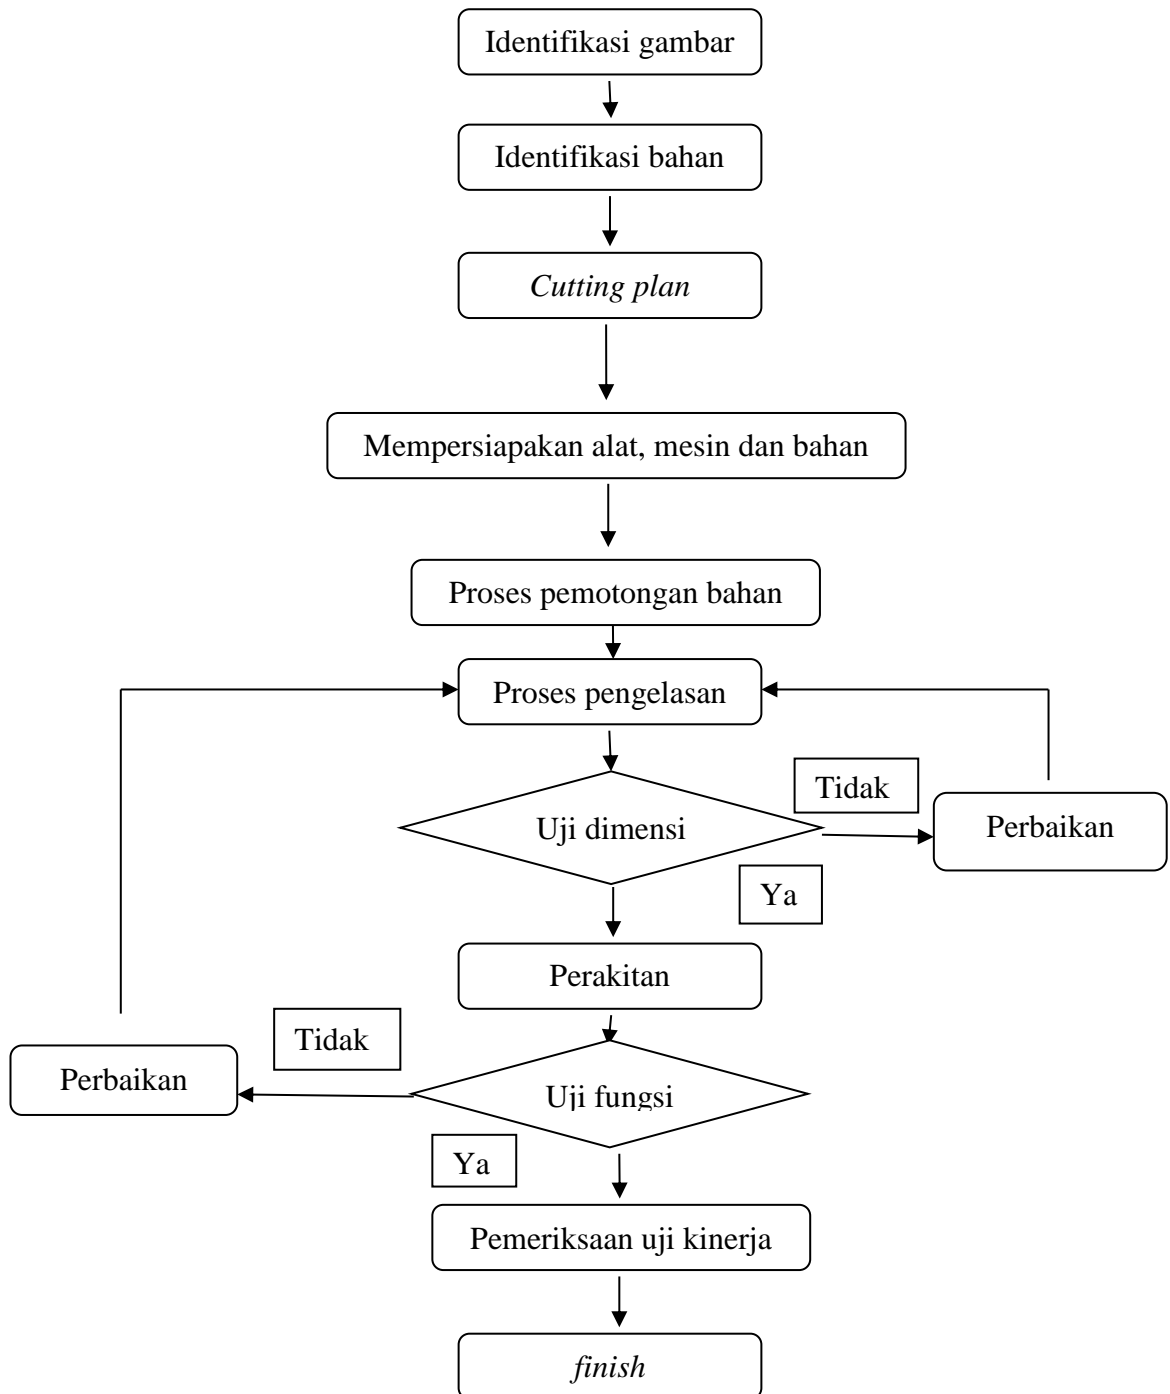 Identifikasi gambar
Identifikasi bahan
Cutting plan
Mempersiapakan alat, mesin dan bahan
Proses pemotongan bahan
Proses pengelasan
Tidak
Uji dimensi
Perbaikan
Ya
Perakitan
Tidak
Perbaikan
Uji fungsi
Ya
Pemeriksaan uji kinerja
finish